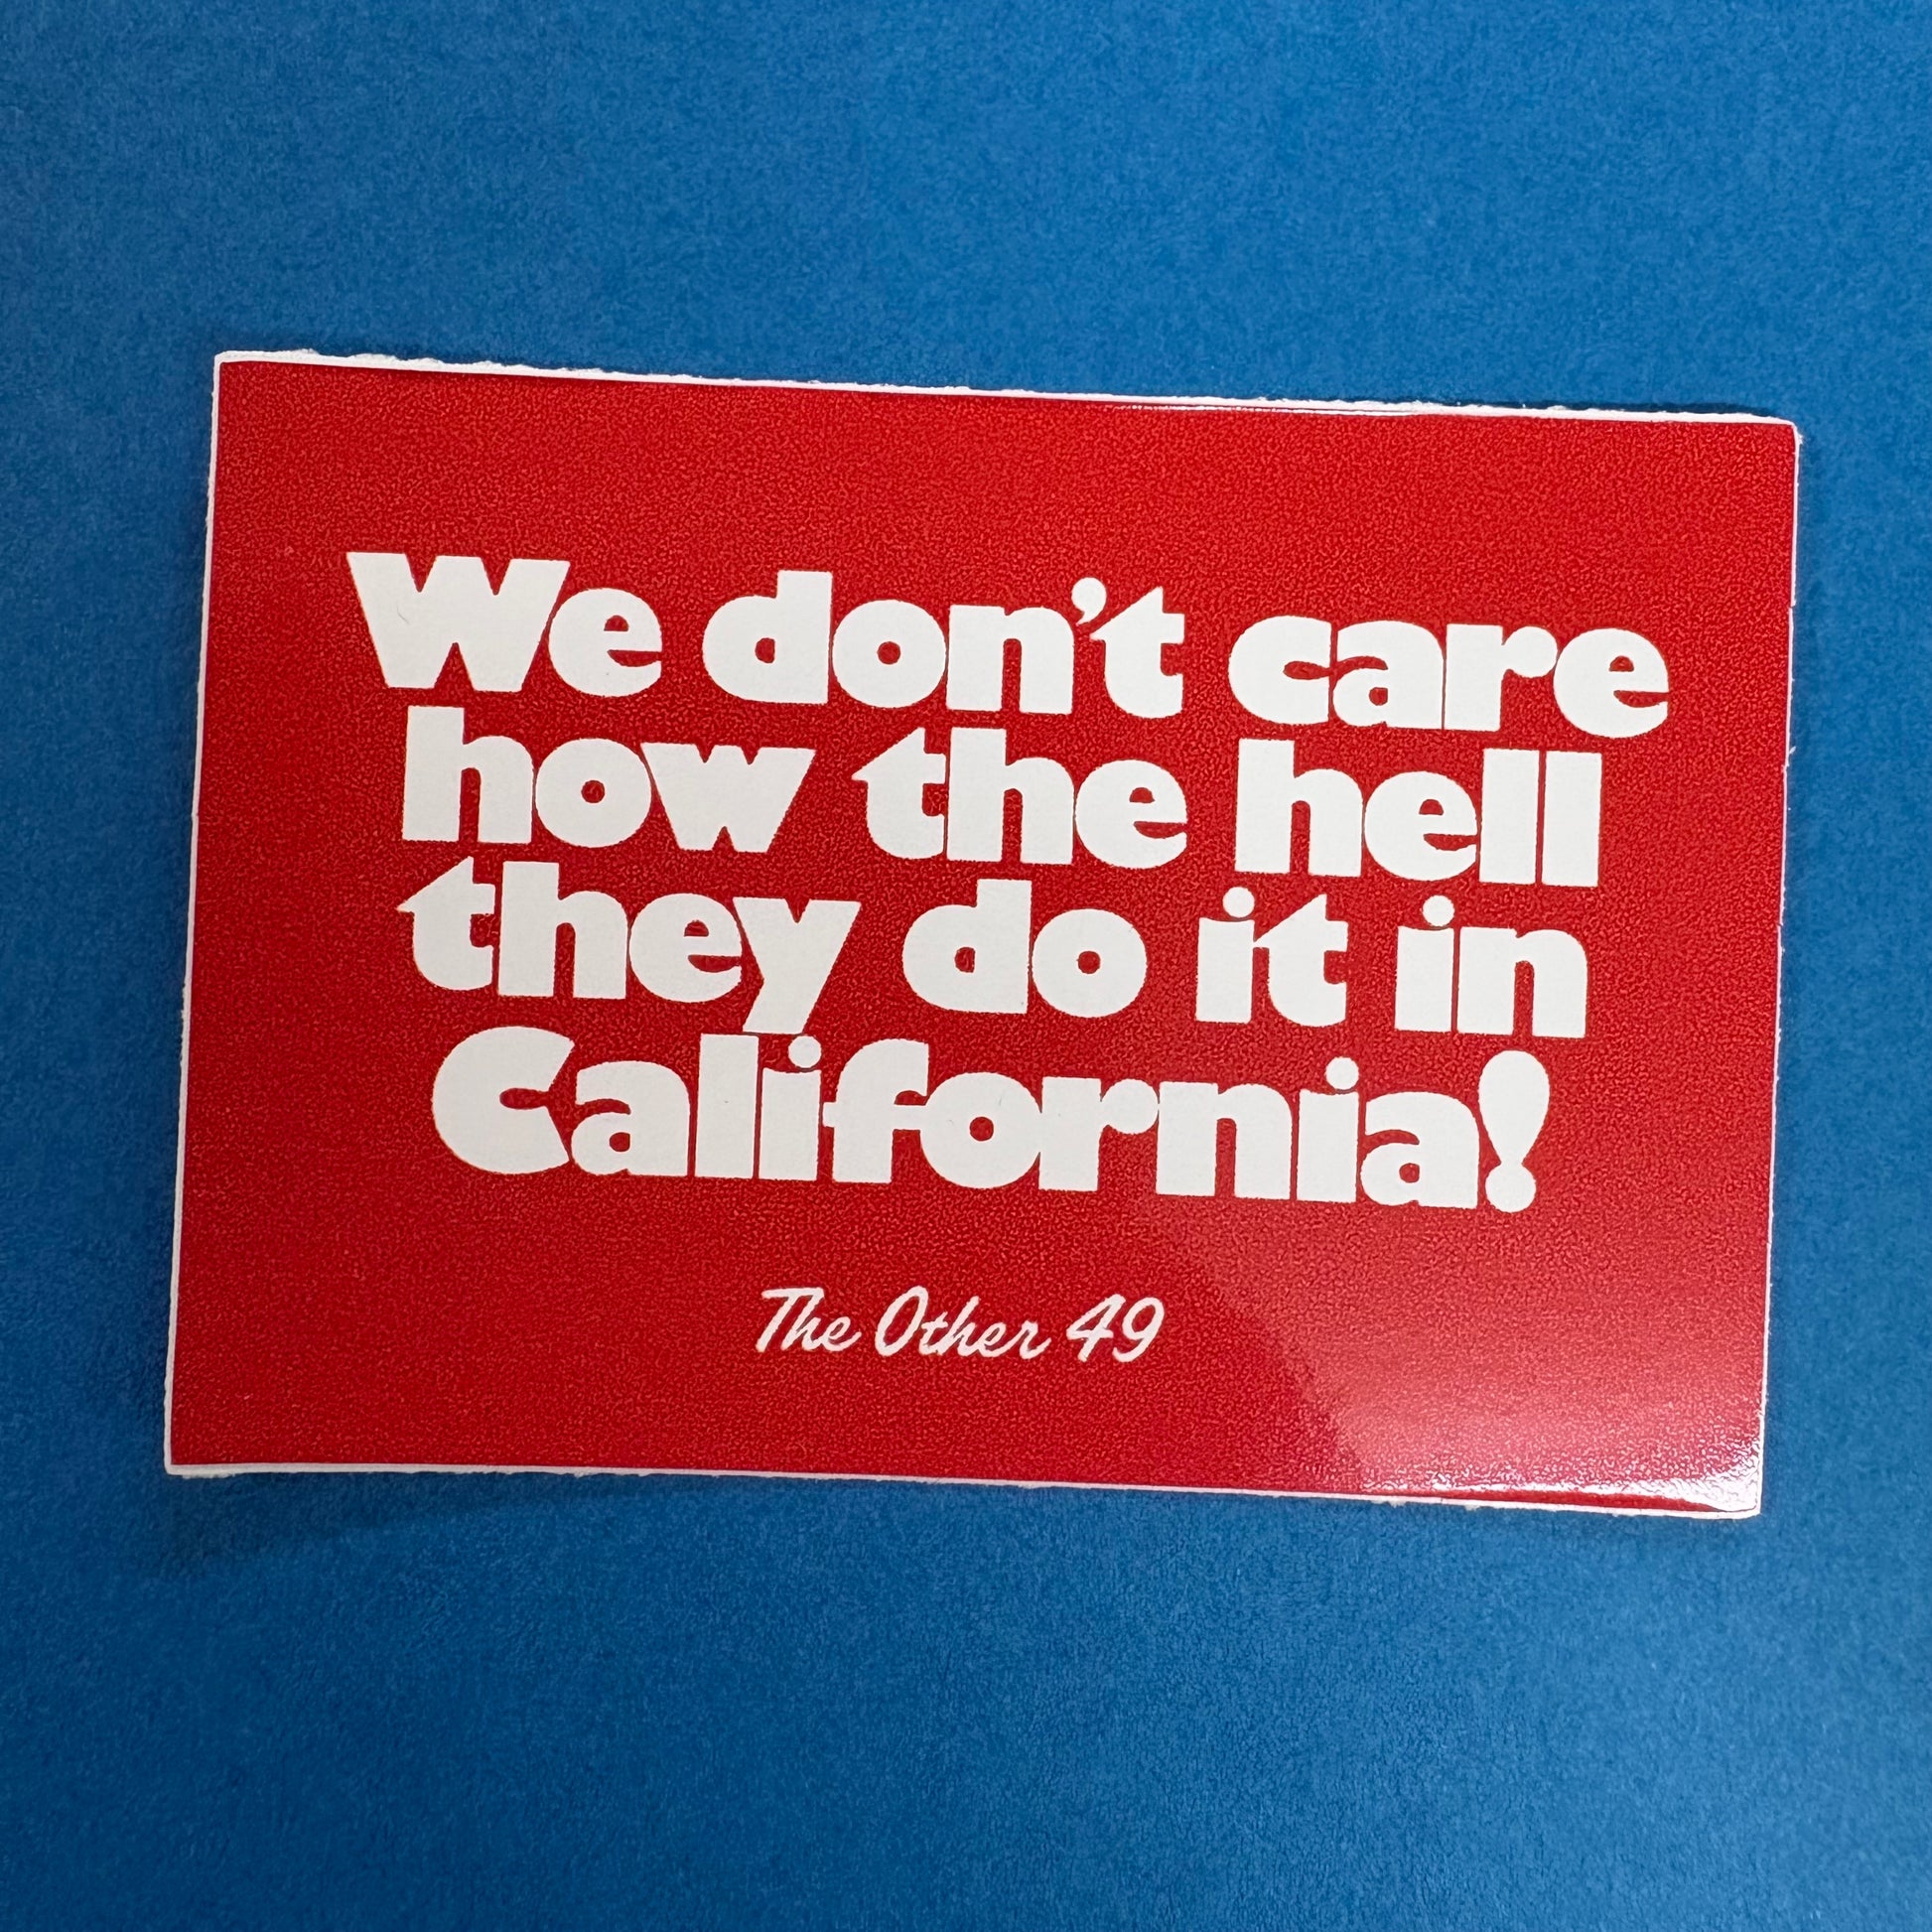 We don't care
how the hell
they do it in
California!
The Other 49